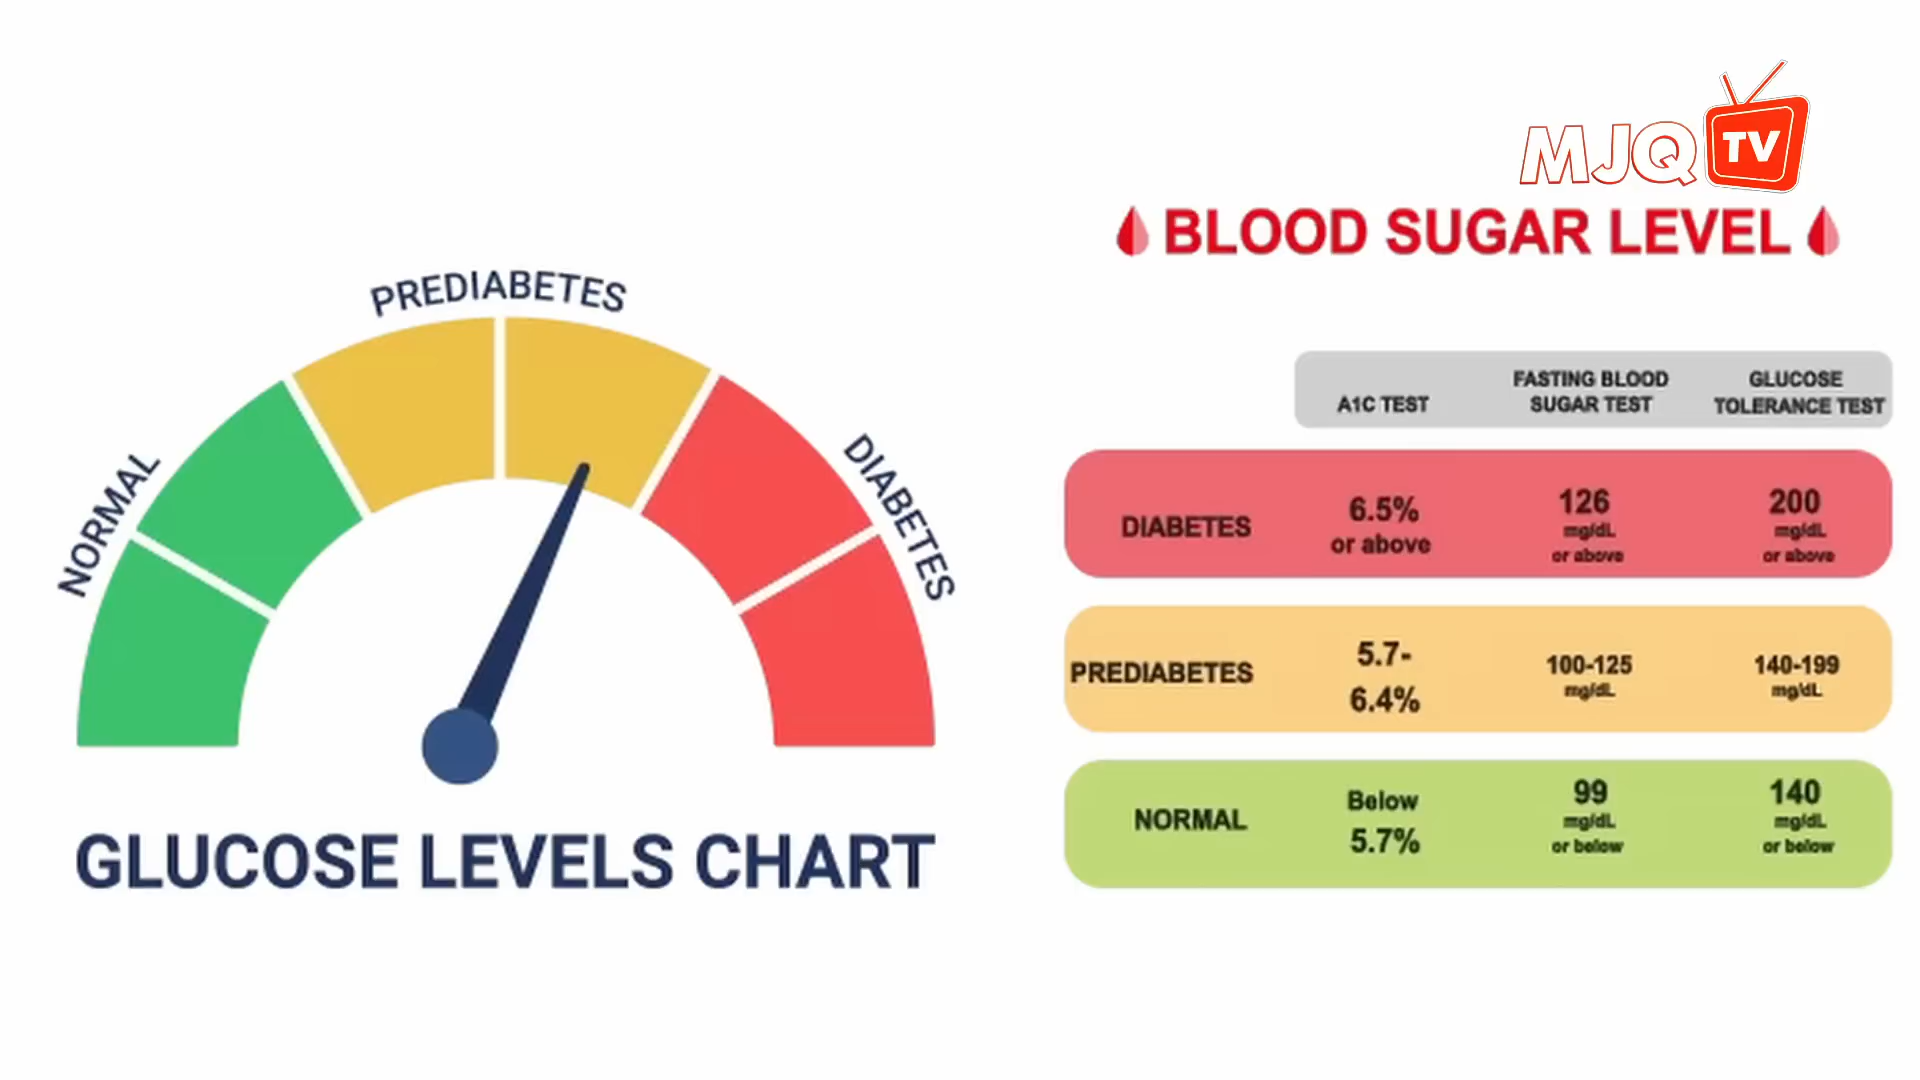 MJQ TV
BLOOD SUGAR LEVEL
PREDIABETES
NORMAL
DIABETES
GLUCOSE LEVELS CHART
A1C TEST
FASTING BLOOD
SUGAR TEST
GLUCOSE
TOLERANCE TEST
DIABETES
6.5%
or above
126
mg/dL
or above
200
mg/dL
or above
PREDIABETES
5.7-
6.4%
100-125
mg/dL
140-199
mg/dL
NORMAL
Below
5.7%
99
mg/dL
or below
140
mg/dL
or below